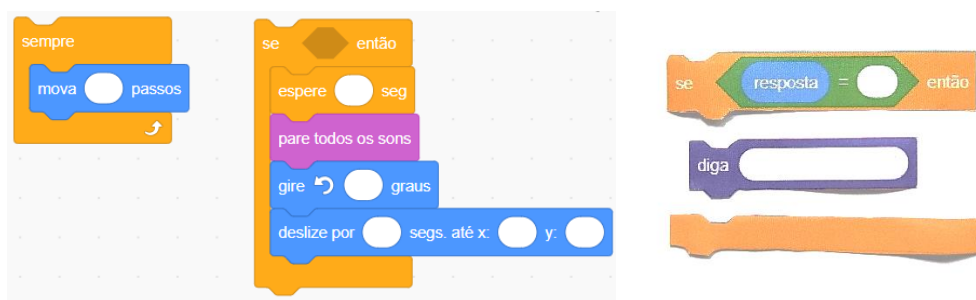 sempre
mova passos
se então
espere seg
pare todos os sons
gire graus
deslize por segs. até x: y:
se resposta = então
diga